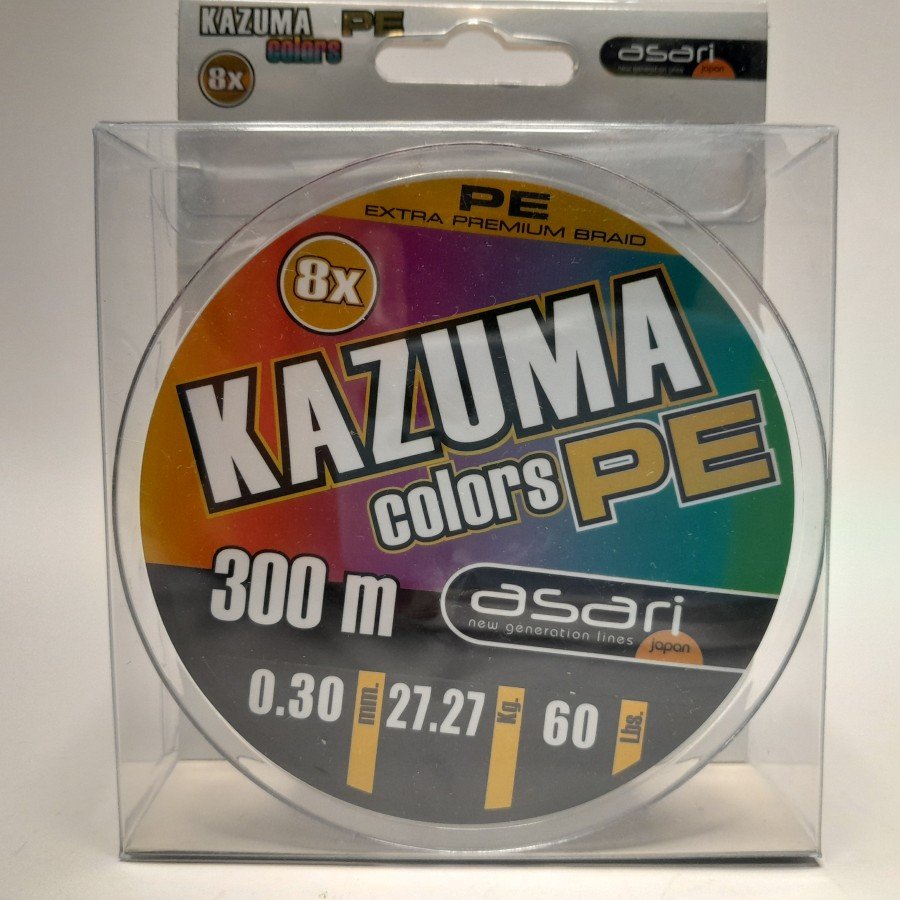 KAZUMA PE
colors
8x
asari
new generation play
japan
PE
EXTRA PREMIUM BRAID
8x
KAZUMA
colors PE
300 m
asari
new generation lines
japan
0.30 mm. 27.27 Kg. 60 Lbs.